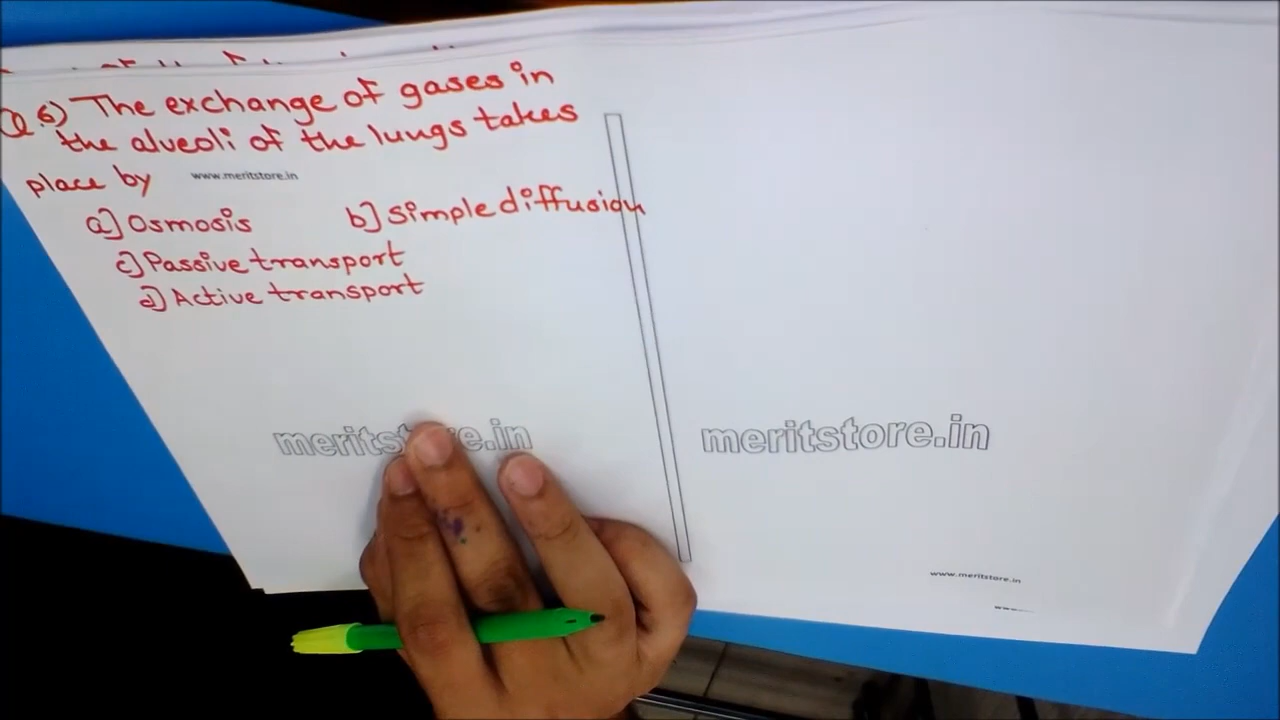 Q.6) The exchange of gases in
the alveoli of the lungs takes
place by
www.meritstore.in
a] Osmosis b] Simple diffusion
c] Passive transport
d] Active transport
meritstore.in
meritstore.in
www.meritstore.in